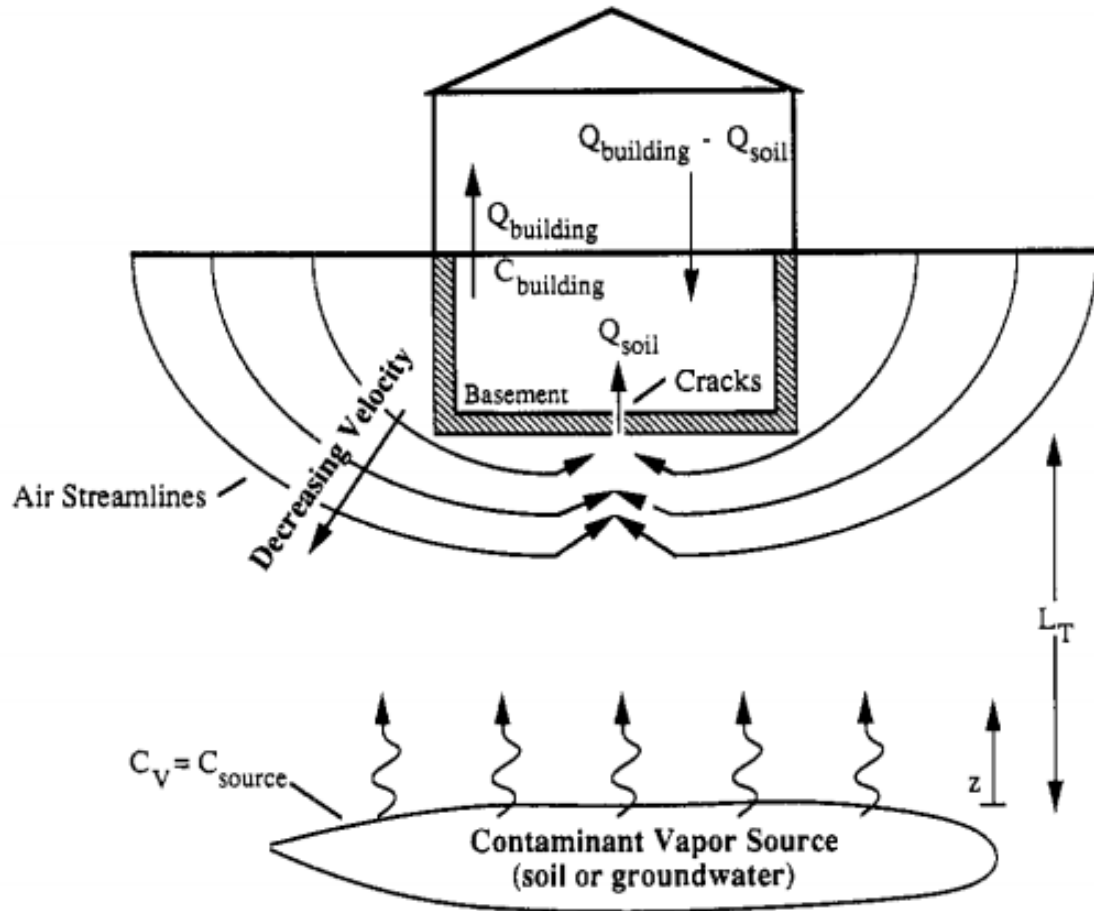 Q_building - Q_soil
Q_building
C_building
Q_soil
Cracks
Basement
Decreasing Velocity
Air Streamlines
L_T
C_V = C_source
z
Contaminant Vapor Source
(soil or groundwater)